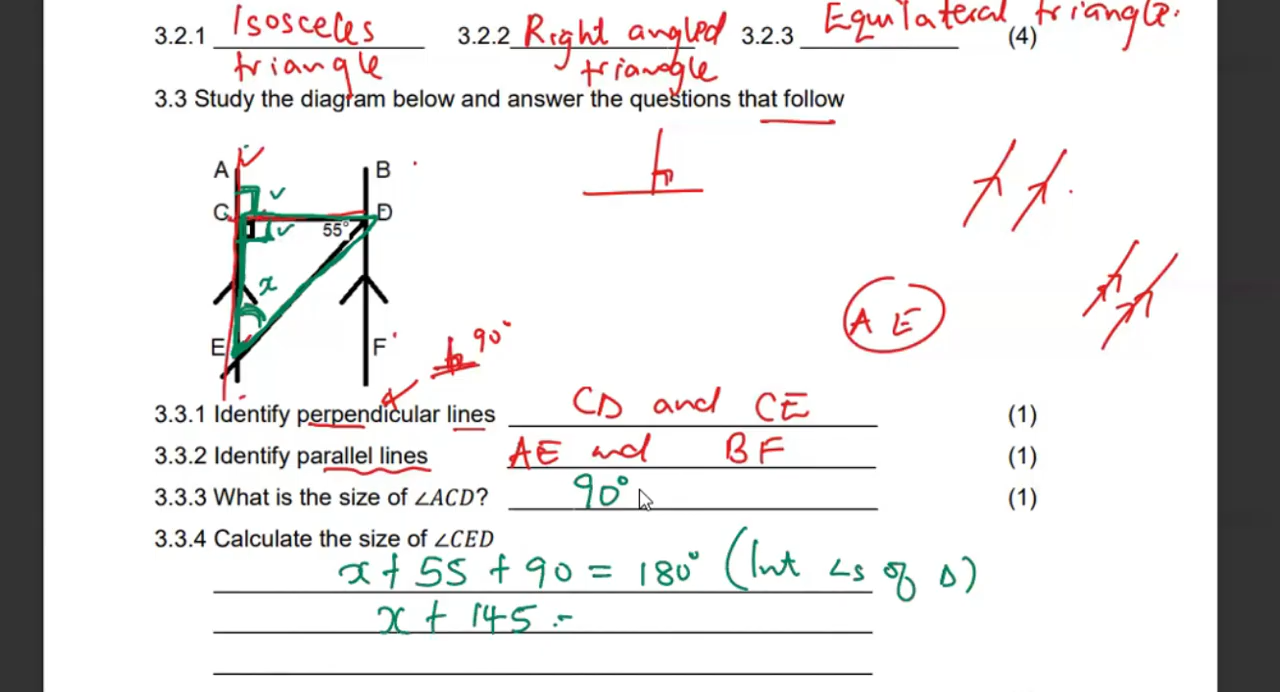 3.2.1 Isosceles triangle 3.2.2 Right angled triangle 3.2.3 Equilateral triangle. (4)
3.3 Study the diagram below and answer the questions that follow
A B
C D
55°
x
A E
E F
90°
3.3.1 Identify perpendicular lines CD and CE (1)
3.3.2 Identify parallel lines AE and BF (1)
3.3.3 What is the size of ∠ACD? 90° (1)
3.3.4 Calculate the size of ∠CED
x + 55 + 90 = 180° (Int ∠s of Δ)
x + 145 =